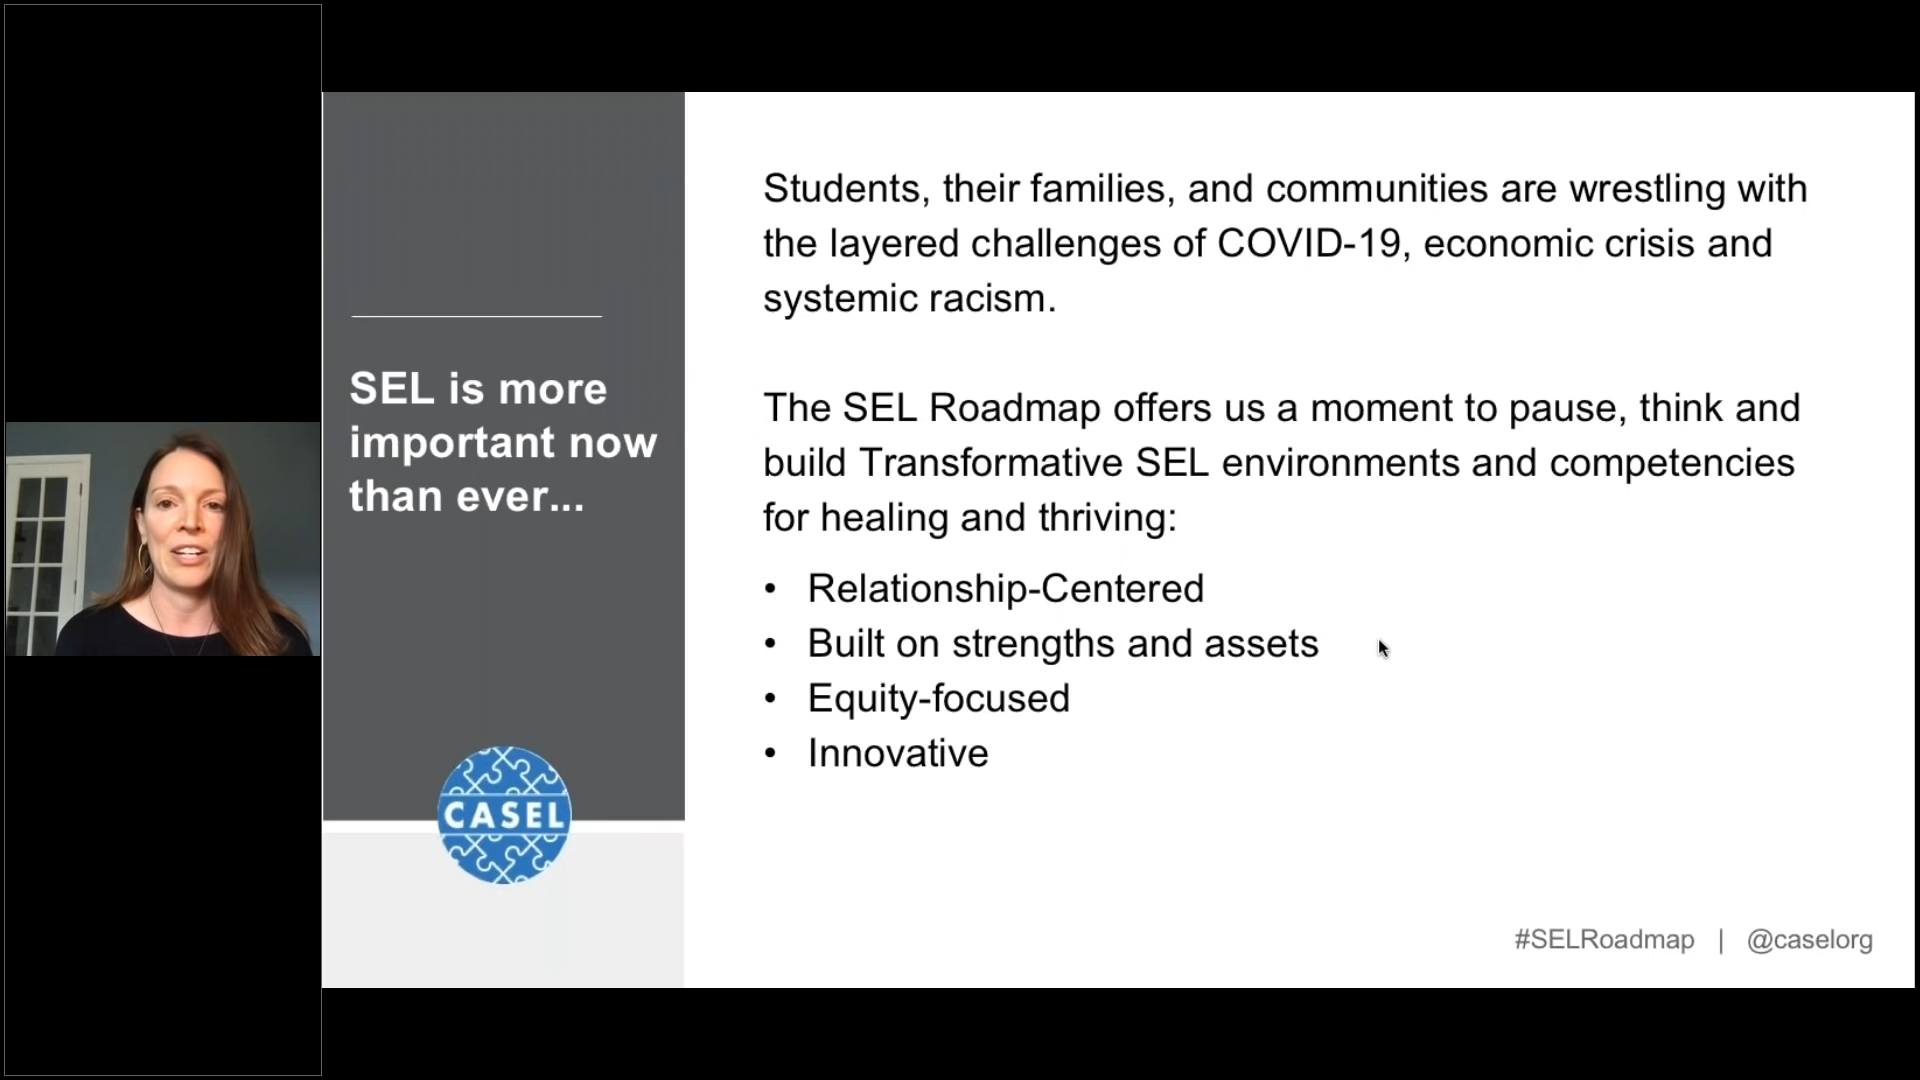 SEL is more
important now
than ever...
CASEL
Students, their families, and communities are wrestling with
the layered challenges of COVID-19, economic crisis and
systemic racism.
The SEL Roadmap offers us a moment to pause, think and
build Transformative SEL environments and competencies
for healing and thriving:
• Relationship-Centered
• Built on strengths and assets
• Equity-focused
• Innovative
#SELRoadmap | @caselorg